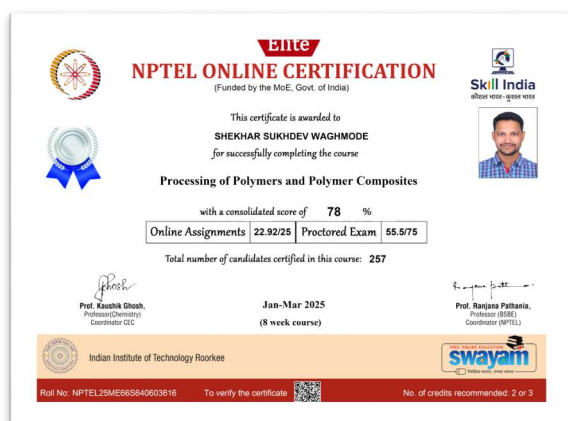 Elite
NPTEL ONLINE CERTIFICATION
(Funded by the MoE, Govt. of India)
Skill India
कौशल भारत - कुशल भारत
This certificate is awarded to
SHEKHAR SUKHDEV WAGHMODE
for successfully completing the course
Processing of Polymers and Polymer Composites
with a consolidated score of 78 %
Online Assignments 22.92/25 Proctored Exam 55.5/75
Total number of candidates certified in this course: 257
Prof. Kaushik Ghosh,
Professor(Chemistry)
Coordinator CEC
Jan-Mar 2025
(8 week course)
Prof. Ranjana Pathania,
Professor (BSBE)
Coordinator (NPTEL)
Indian Institute of Technology Roorkee
FREE ONLINE EDUCATION
swayam
शिक्षित भारत, उन्नत भारत
Roll No: NPTEL25ME66S640603616 To verify the certificate No. of credits recommended: 2 or 3